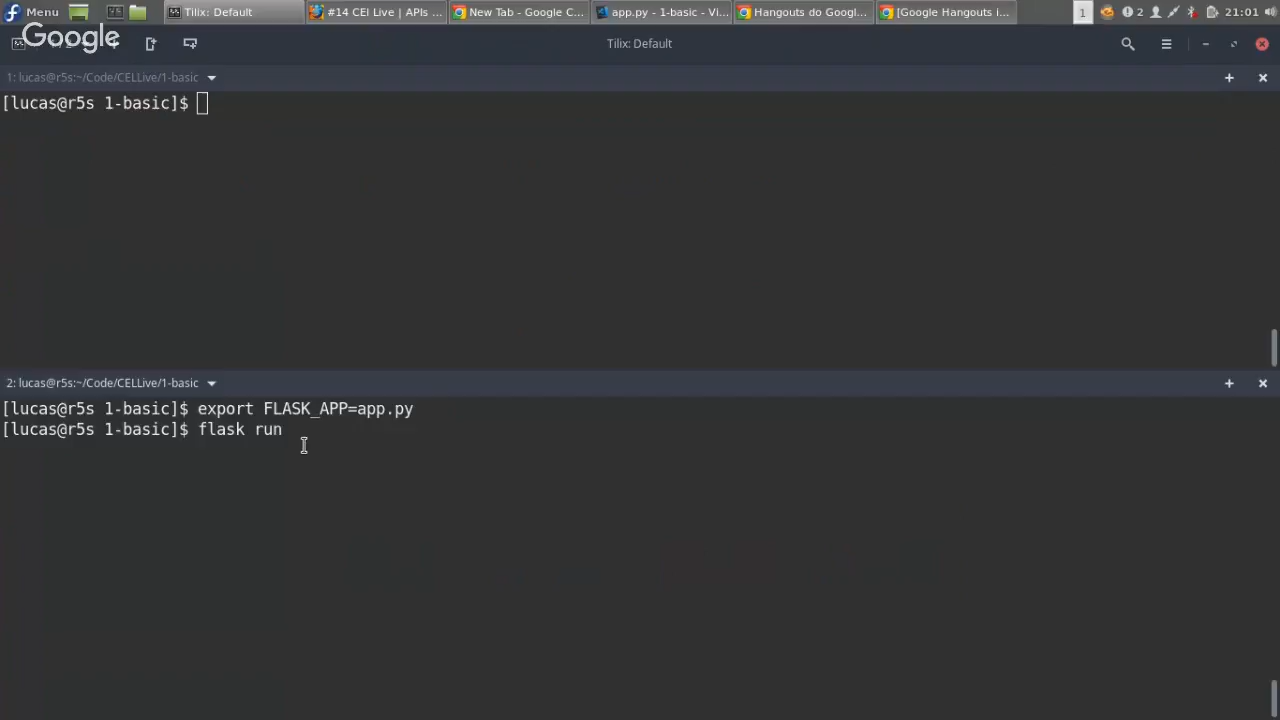 Menu
Tilix: Default
#14 CEI Live | APIs ...
New Tab - Google C...
app.py - 1-basic - Vi...
Hangouts do Googl...
[Google Hangouts i...
1
2
21:01
Google
Tilix: Default
1: lucas@r5s:~/Code/CELLive/1-basic
[lucas@r5s 1-basic]$
2: lucas@r5s:~/Code/CELLive/1-basic
[lucas@r5s 1-basic]$ export FLASK_APP=app.py
[lucas@r5s 1-basic]$ flask run